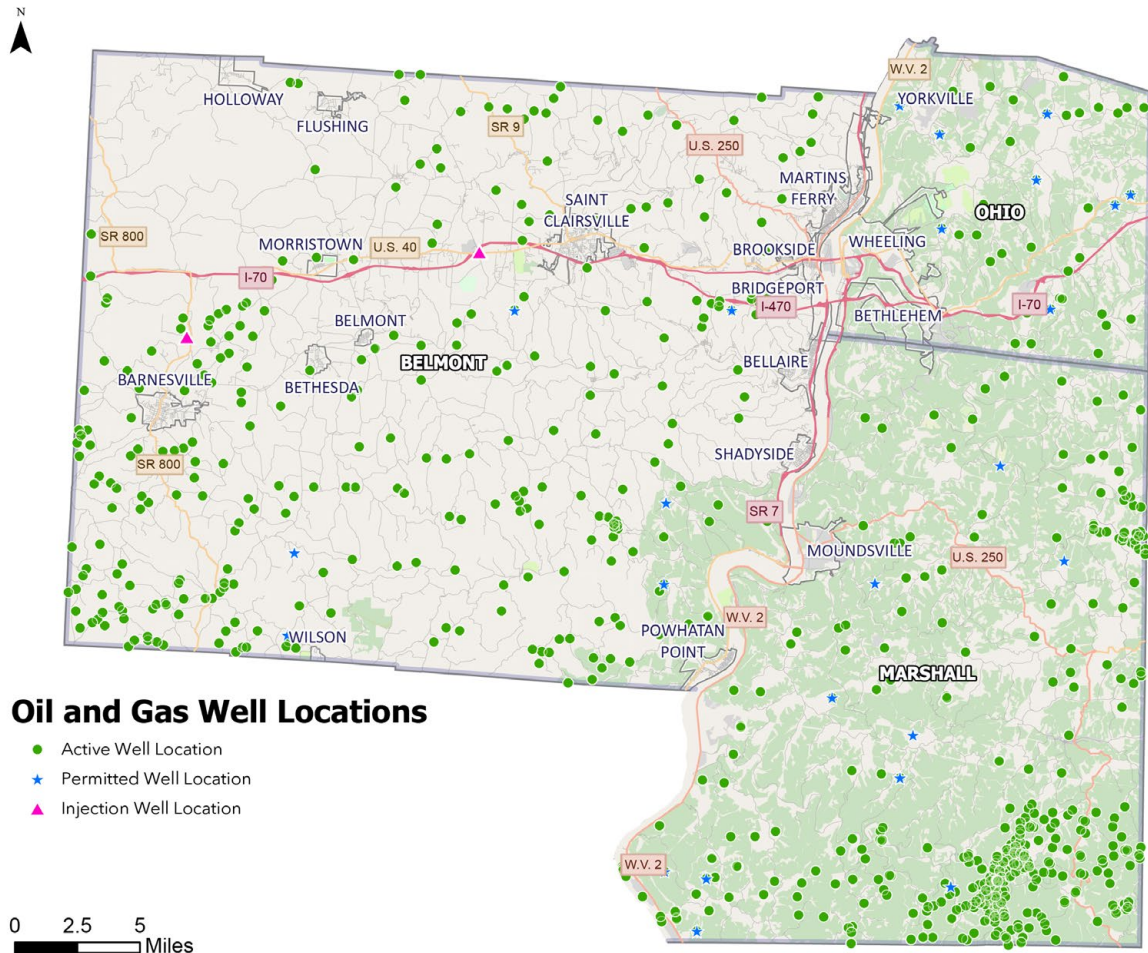 N
W.V. 2
HOLLOWAY
YORKVILLE
FLUSHING
SR 9
U.S. 250
MARTINS
FERRY
SAINT
CLAIRSVILLE
OHIO
SR 800
MORRISTOWN
U.S. 40
BROOKSIDE
WHEELING
I-70
BRIDGEPORT
I-470
I-70
BETHLEHEM
BELMONT
BELMONT
BELLAIRE
BARNESVILLE
BETHESDA
SHADYSIDE
SR 800
SR 7
MOUNDSVILLE
U.S. 250
W.V. 2
WILSON
POWHATAN
POINT
MARSHALL
Oil and Gas Well Locations
Active Well Location
Permitted Well Location
Injection Well Location
W.V. 2
0 2.5 5
Miles